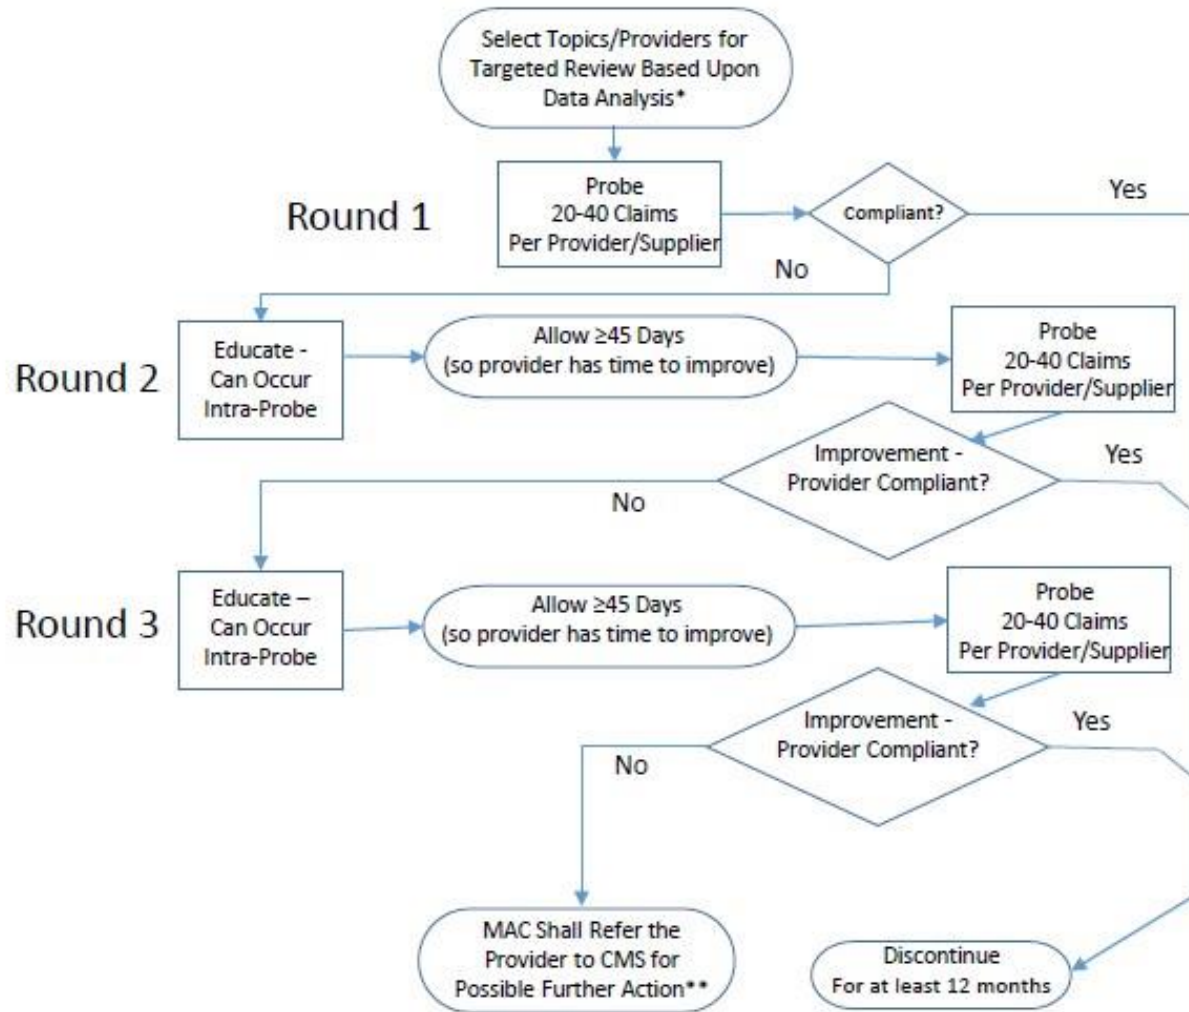 Select Topics/Providers for
Targeted Review Based Upon
Data Analysis*
Round 1
Probe
20-40 Claims
Per Provider/Supplier
Compliant?
Yes
No
Round 2
Educate -
Can Occur
Intra-Probe
Allow ≥45 Days
(so provider has time to improve)
Probe
20-40 Claims
Per Provider/Supplier
Improvement -
Provider Compliant?
Yes
No
Round 3
Educate –
Can Occur
Intra-Probe
Allow ≥45 Days
(so provider has time to improve)
Probe
20-40 Claims
Per Provider/Supplier
Improvement -
Provider Compliant?
Yes
No
MAC Shall Refer the
Provider to CMS for
Possible Further Action**
Discontinue
For at least 12 months